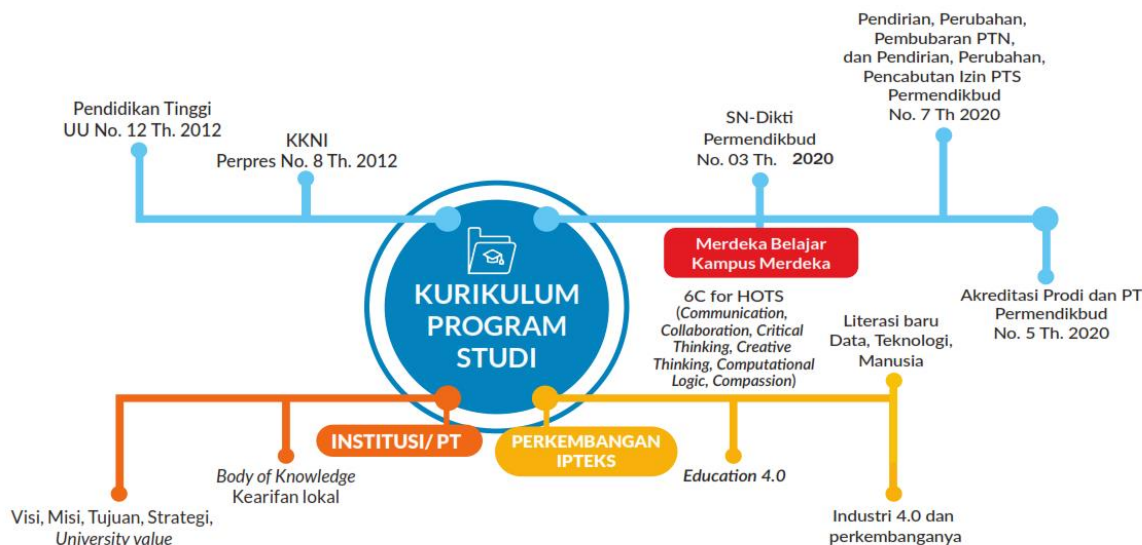 Pendidikan Tinggi
UU No. 12 Th. 2012
KKNI
Perpres No. 8 Th. 2012
SN-Dikti
Permendikbud
No. 03 Th. 2020
Pendirian, Perubahan,
Pembubaran PTN,
dan Pendirian, Perubahan,
Pencabutan Izin PTS
Permendikbud
No. 7 Th 2020
Merdeka Belajar
Kampus Merdeka
Akreditasi Prodi dan PT
Permendikbud
No. 5 Th. 2020
KURIKULUM
PROGRAM
STUDI
6C for HOTS
(Communication,
Collaboration, Critical
Thinking, Creative
Thinking, Computational
Logic, Compassion)
Literasi baru
Data, Teknologi,
Manusia
INSTITUSI/ PT
PERKEMBANGAN
IPTEKS
Visi, Misi, Tujuan, Strategi,
University value
Body of Knowledge
Kearifan lokal
Education 4.0
Industri 4.0 dan
perkembanganya